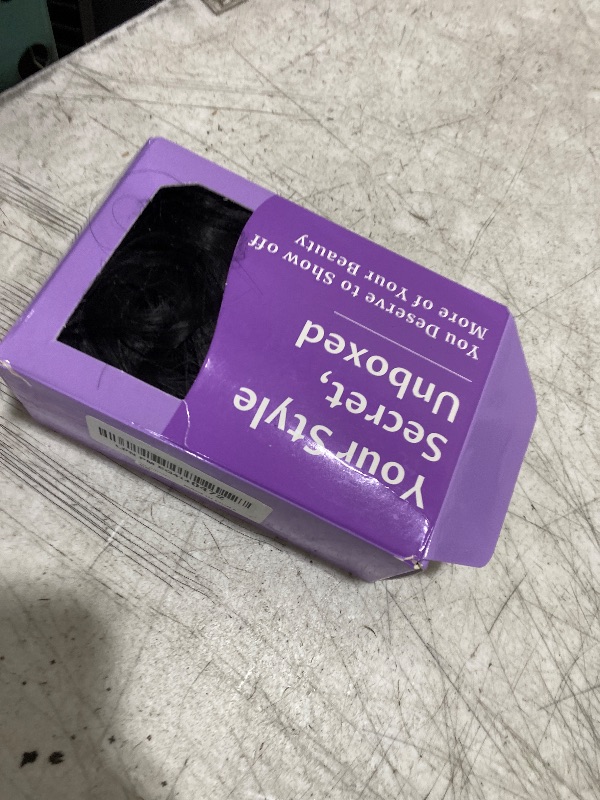 Your Style
Secret,
Unboxed
You Deserve to Show off
More of Your Beauty